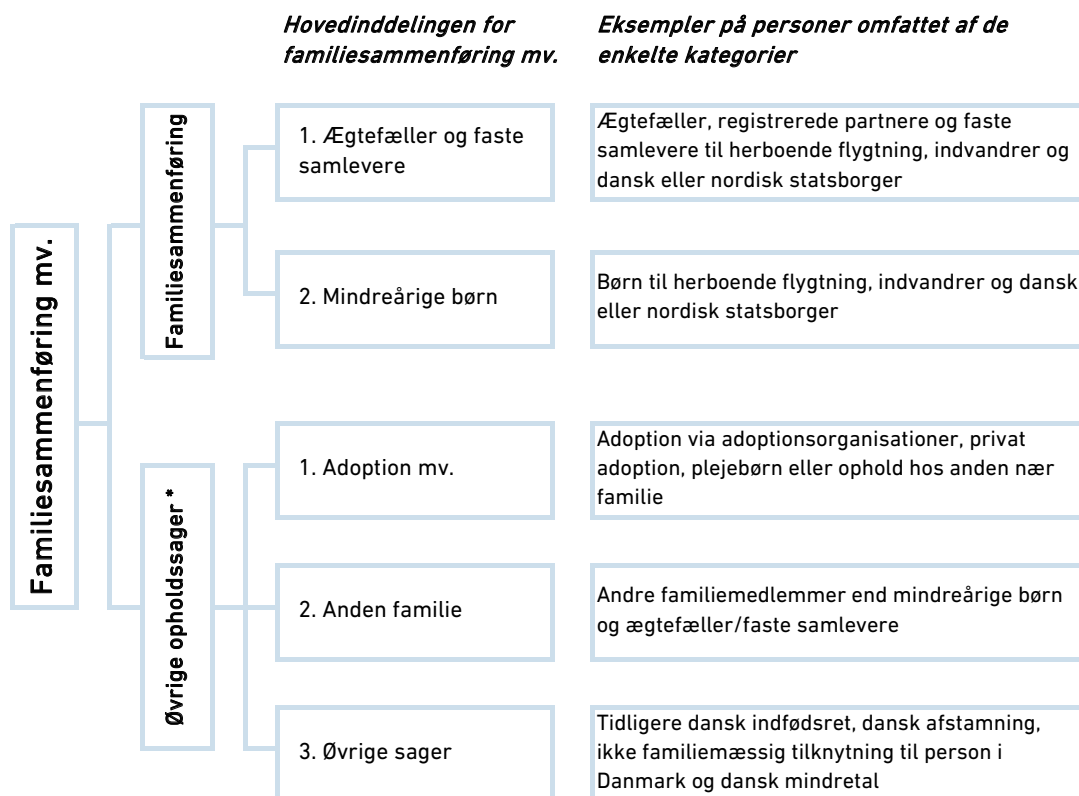 Hovedinddelingen for
familiesammenføring mv.
Eksempler på personer omfattet af de
enkelte kategorier
Familiesammenføring mv.
Familiesammenføring
1. Ægtefæller og faste
samlevere
Ægtefæller, registrerede partnere og faste
samlevere til herboende flygtning, indvandrer og
dansk eller nordisk statsborger
2. Mindreårige børn
Børn til herboende flygtning, indvandrer og dansk
eller nordisk statsborger
Øvrige opholdssager *
1. Adoption mv.
Adoption via adoptionsorganisationer, privat
adoption, plejebørn eller ophold hos anden nær
familie
2. Anden familie
Andre familiemedlemmer end mindreårige børn
og ægtefæller/faste samlevere
3. Øvrige sager
Tidligere dansk indfødsret, dansk afstamning,
ikke familiemæssig tilknytning til person i
Danmark og dansk mindretal